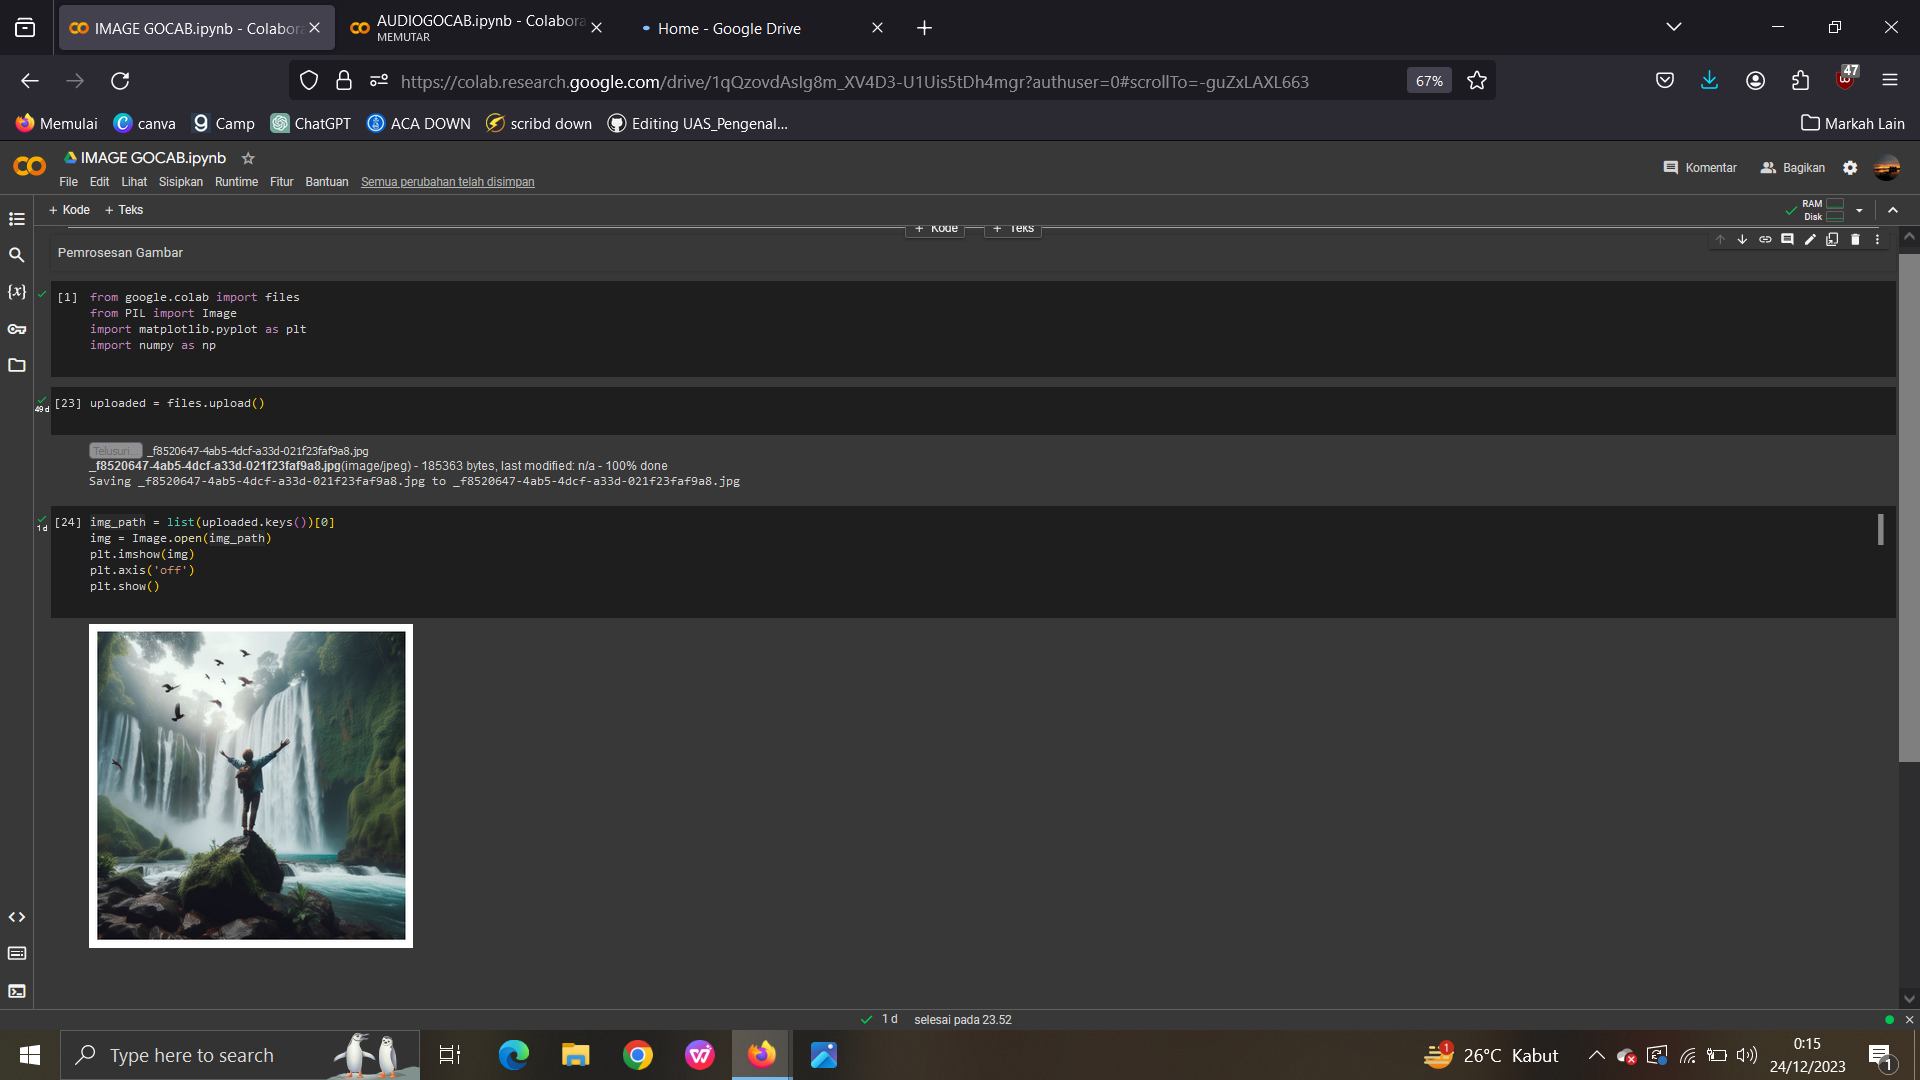 IMAGE GOCAB.ipynb - Colabora
AUDIOGOCAB.ipynb - Colabora
MEMUTAR
Home - Google Drive
https://colab.research.google.com/drive/1qQzovdAsIg8m_XV4D3-U1Uis5tDh4mgr?authuser=0#scrollTo=-guZxLAXL663
67%
47
Memulai
canva
Camp
ChatGPT
ACA DOWN
scribd down
Editing UAS_Pengenal...
Markah Lain
IMAGE GOCAB.ipynb
File Edit Lihat Sisipkan Runtime Fitur Bantuan Semua perubahan telah disimpan
Komentar
Bagikan
+ Kode + Teks
RAM
Disk
+ Kode + Teks
Pemrosesan Gambar
[1] from google.colab import files
from PIL import Image
import matplotlib.pyplot as plt
import numpy as np
49 d
[23] uploaded = files.upload()
Telusuri... _f8520647-4ab5-4dcf-a33d-021f23faf9a8.jpg
_f8520647-4ab5-4dcf-a33d-021f23faf9a8.jpg(image/jpeg) - 185363 bytes, last modified: n/a - 100% done
Saving _f8520647-4ab5-4dcf-a33d-021f23faf9a8.jpg to _f8520647-4ab5-4dcf-a33d-021f23faf9a8.jpg
1 d
[24] img_path = list(uploaded.keys())[0]
img = Image.open(img_path)
plt.imshow(img)
plt.axis('off')
plt.show()
1 d selesai pada 23.52
Type here to search
1
26°C Kabut
0:15
24/12/2023
1